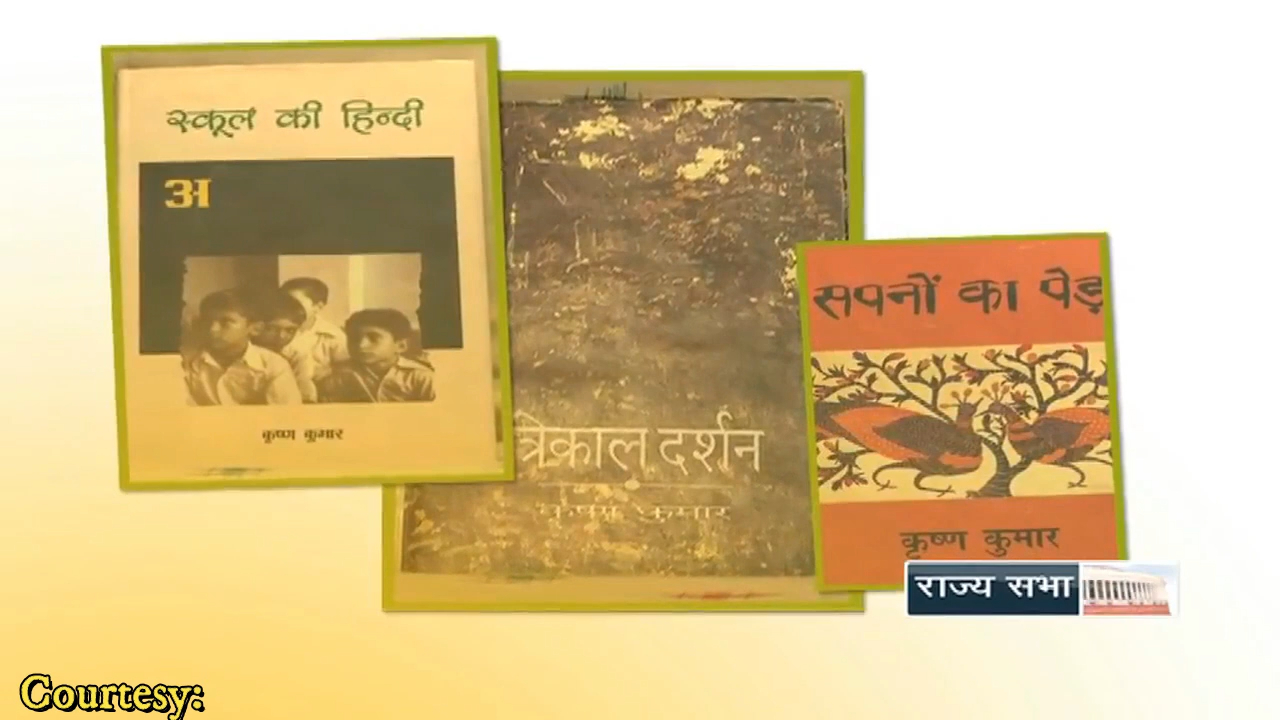 स्कूल की हिन्दी
अ
कृष्ण कुमार
त्रिकाल दर्शन
कृष्ण कुमार
सपनों का पेड़
कृष्ण कुमार
राज्य सभा
Courtesy: